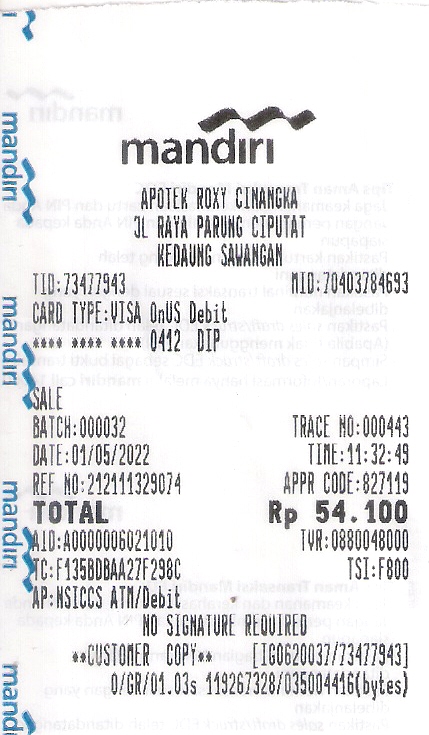 mandiri
APOTEK ROXY CINANGKA
JL RAYA PARUNG CIPUTAT
KEDAUNG SAWANGAN
TID:73477943 MID:70403784693
CARD TYPE:VISA OnUS Debit
**** **** **** 0412 DIP
SALE
BATCH:000032 TRACE NO:000443
DATE:01/05/2022 TIME:11:32:49
REF NO:212111329074 APPR CODE:827119
TOTAL Rp 54.100
AID:A0000006021010 TVR:0880048000
TC:F135BDBAA27F298C TSI:F800
AP:NSICCS ATM/Debit
NO SIGNATURE REQUIRED
**CUSTOMER COPY** [IG0620037/73477943]
0/GR/01.03s 119267328/035004416(bytes)
mandiri
mandiri
mandiri
mandi